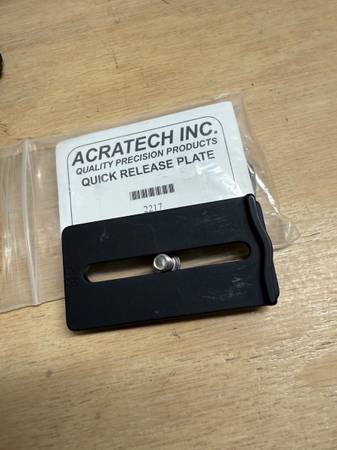 ACRATECH INC.
QUALITY PRECISION PRODUCTS
QUICK RELEASE PLATE
2217